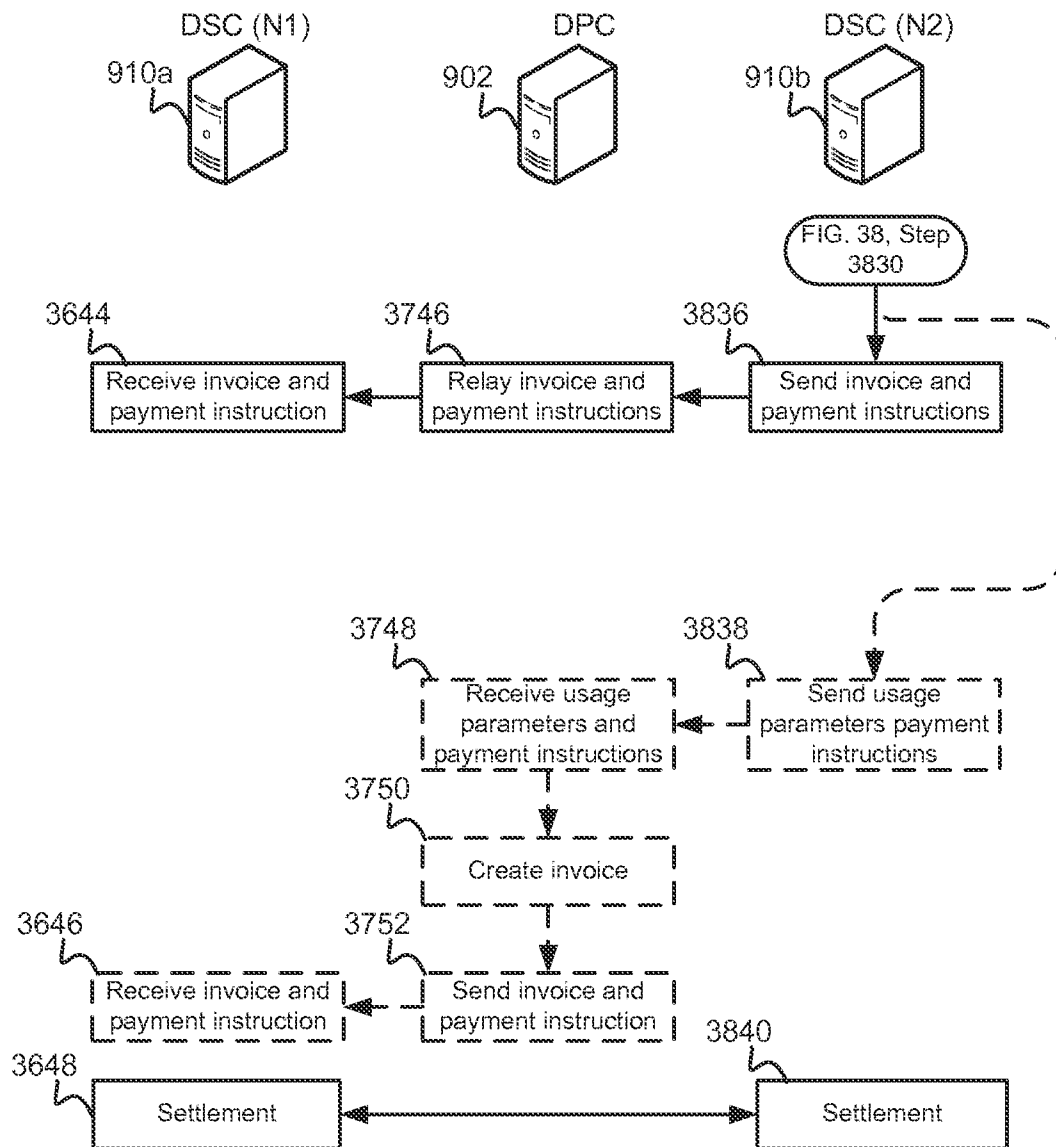 DSC (N1)
DPC
DSC (N2)
910a
902
910b
FIG. 38, Step
3830
3644
3746
3836
Receive invoice and
payment instruction
Relay invoice and
payment instructions
Send invoice and
payment instructions
3748
3838
Receive usage
parameters and
payment instructions
Send usage
parameters payment
instructions
3750
Create invoice
3646
3752
Receive invoice and
payment instruction
Send invoice and
payment instruction
3648
3840
Settlement
Settlement